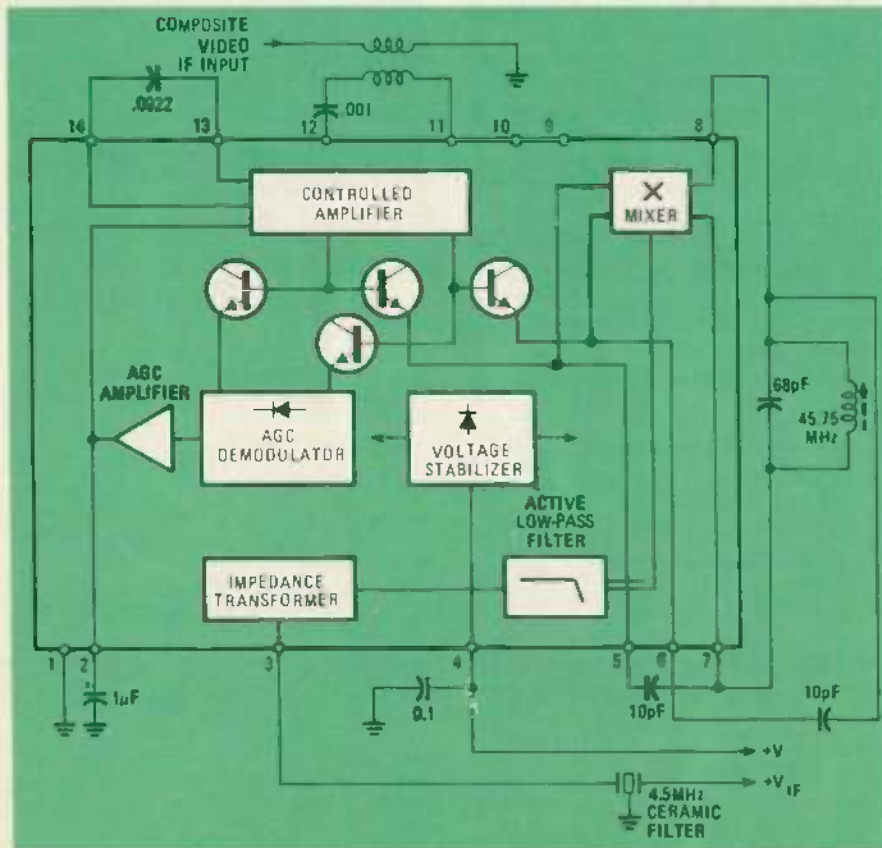 COMPOSITE
VIDEO
IF INPUT
.0022
.001
14
13
12
11
10
9
8
CONTROLLED
AMPLIFIER
X
MIXER
AGC
AMPLIFIER
AGC
DEMODULATOR
VOLTAGE
STABILIZER
68pF
45.75
MHz
ACTIVE
LOW-PASS
FILTER
IMPEDANCE
TRANSFORMER
1
2
3
4
5
6
7
1µF
0.1
10pF
10pF
+V
+V IF
4.5MHz
CERAMIC
FILTER